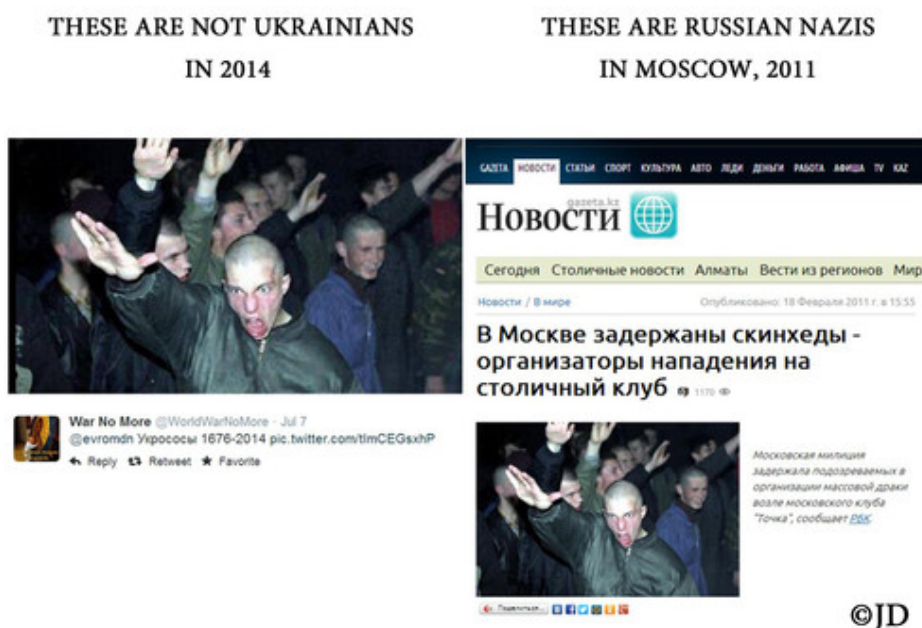 THESE ARE NOT UKRAINIANS
IN 2014
War No More @WorldWarNoMore · Jul 7
@evromdn Укрососы 1676-2014 pic.twitter.com/tImCEGsxhP
Reply Retweet Favorite
THESE ARE RUSSIAN NAZIS
IN MOSCOW, 2011
GAZETA НОВОСТИ СТАТЬИ СПОРТ КУЛЬТУРА АВТО ЛЕДИ ДЕНЬГИ РАБОТА АФИША TV KAZ
gazeta.kz
Новости
Сегодня Столичные новости Алматы Вести из регионов Мир
Новости / В мире Опубликовано: 18 Февраля 2011 г. в 15:55
В Москве задержаны скинхеды -
организаторы нападения на
столичный клуб 1170
Московская милиция
задержала подозреваемых в
организации массовой драки
возле московского клуба
"Точка", сообщает РБК
Поделиться...
©JD